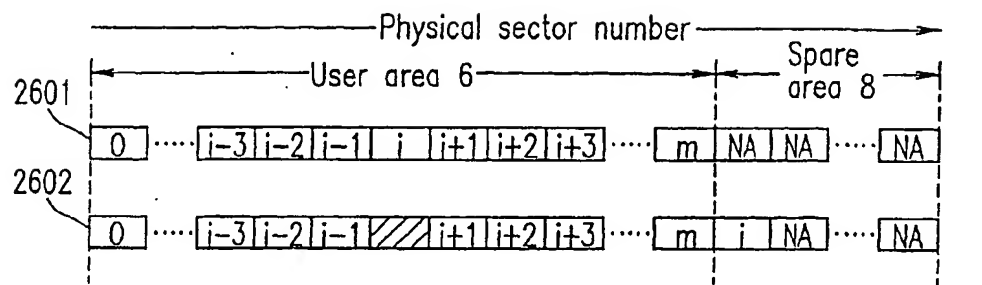 Physical sector number
User area 6
Spare area 8
2601
0 ..... i-3 i-2 i-1 i i+1 i+2 i+3 ..... m NA NA ..... NA
2602
0 ..... i-3 i-2 i-1 i+1 i+2 i+3 ..... m i NA ..... NA